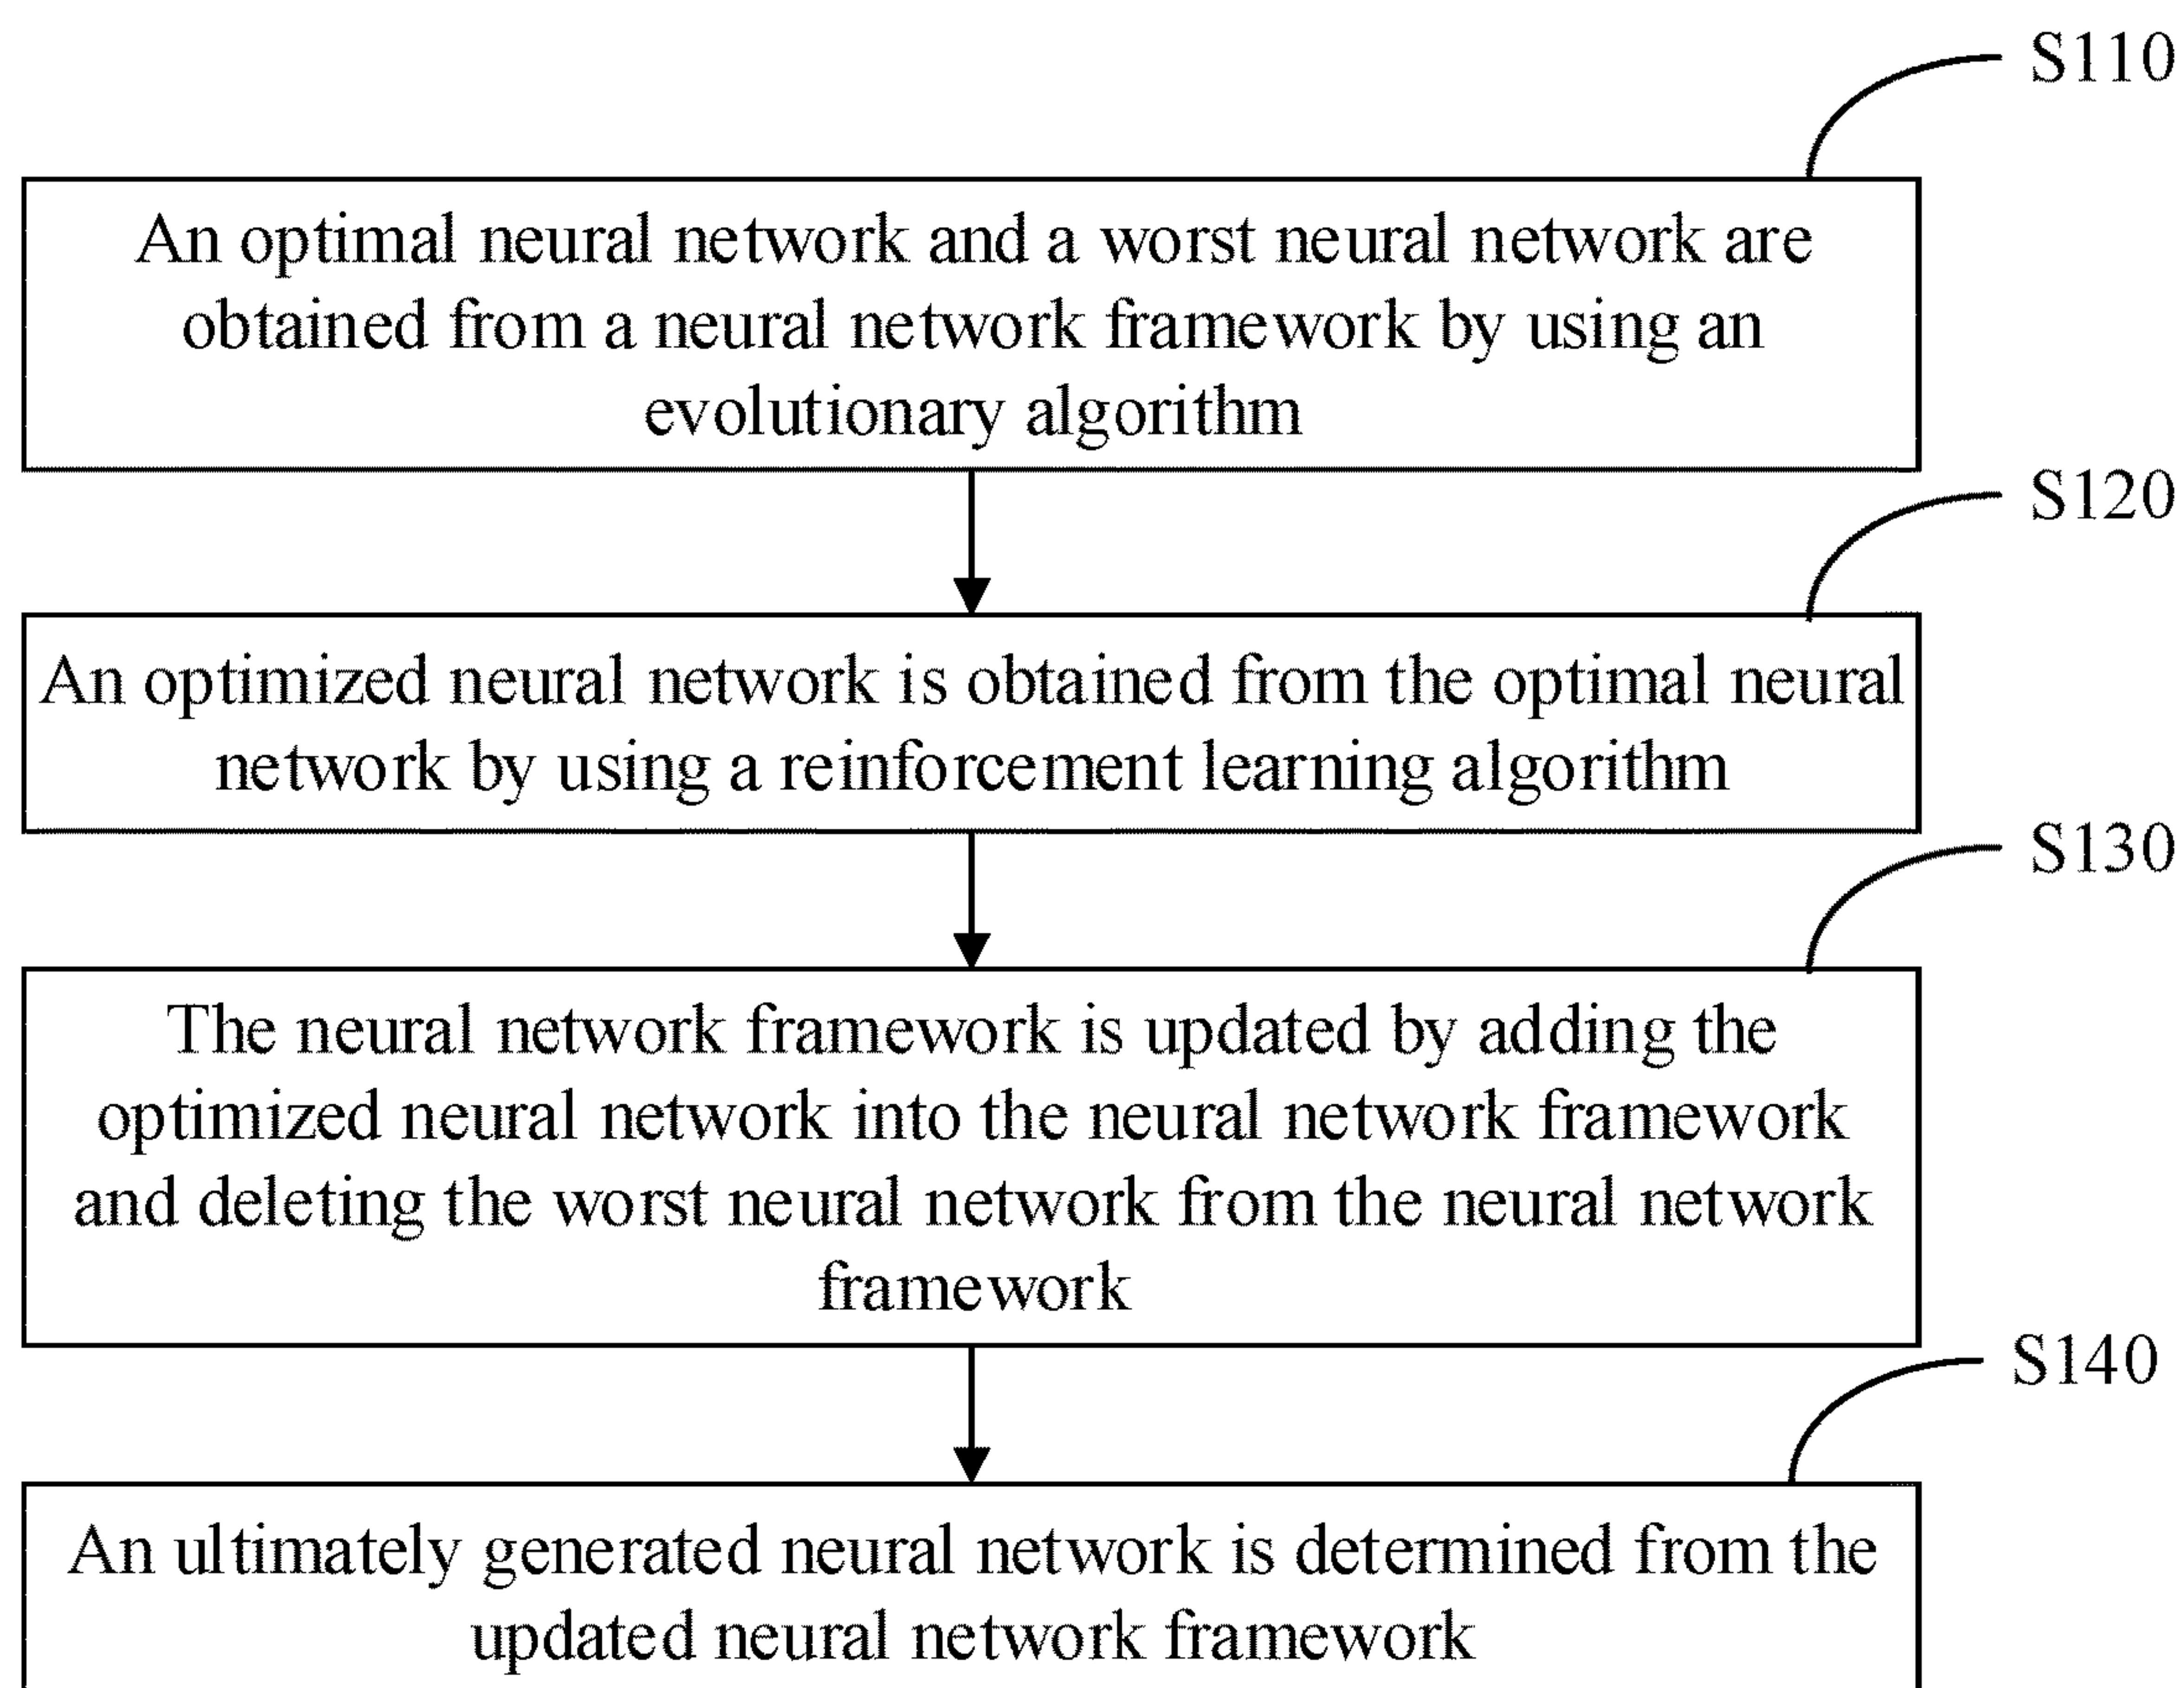 S110
An optimal neural network and a worst neural network are
obtained from a neural network framework by using an
evolutionary algorithm
S120
An optimized neural network is obtained from the optimal neural
network by using a reinforcement learning algorithm
S130
The neural network framework is updated by adding the
optimized neural network into the neural network framework
and deleting the worst neural network from the neural network
framework
S140
An ultimately generated neural network is determined from the
updated neural network framework